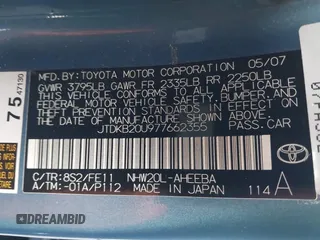 MFD. BY: TOYOTA MOTOR CORPORATION 05/07
GVWR 3795LB GAWR FR 2335LB RR 2250LB
THIS VEHICLE CONFORMS TO ALL APPLICABLE
FEDERAL MOTOR VEHICLE SAFETY, BUMPER, AND
THEFT PREVENTION STANDARDS IN EFFECT ON
THE DATE OF MANUFACTURE SHOWN ABOVE.
JTDKB20U977662355 PASS.CAR
C/TR:8S2/FE11 NHW20L-AHEEBA
A/TM:-01A/P112 MADE IN JAPAN 114 A
TOYOTA
75
47130
DREAMBID